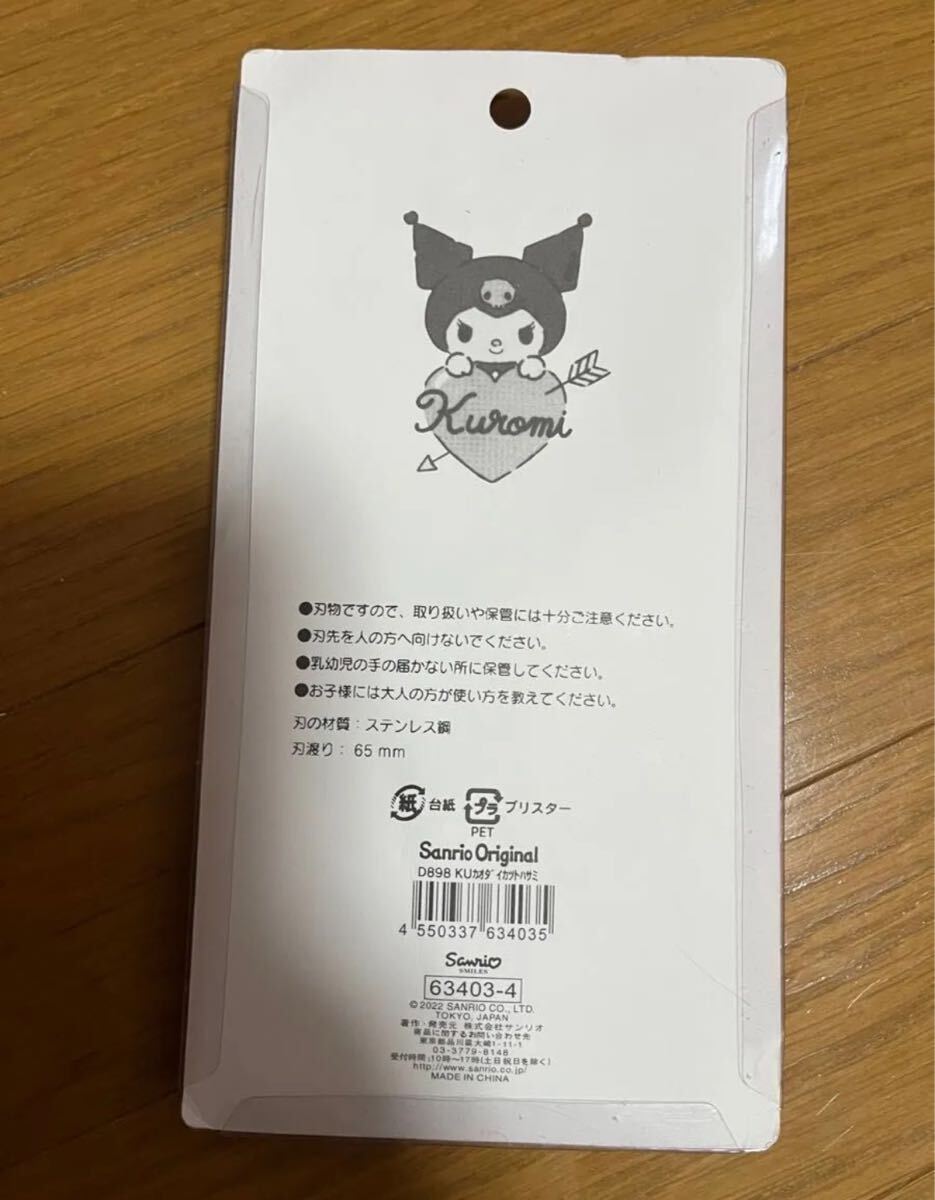 Kuromi
●刃物ですので、取り扱いや保管には十分ご注意ください。
●刃先を人の方へ向けないでください。
●乳幼児の手の届かない所に保管してください。
●お子様には大人の方が使い方を教えてください。
刃の材質：ステンレス鋼
刃渡り： 65 mm
紙 台紙 プラ ブリスター
PET
Sanrio Original
D898 KUカオダイカットハサミ
4 550337 634035
Sanrio
SMILES
63403-4
© 2022 SANRIO CO., LTD.
TOKYO, JAPAN
著作・発売元 株式会社サンリオ
商品に関するお問い合わせ先
東京都品川区大崎1-11-1
03-3779-8148
受付時間：10時〜17時(土日祝日を除く)
http://www.sanrio.co.jp/
MADE IN CHINA